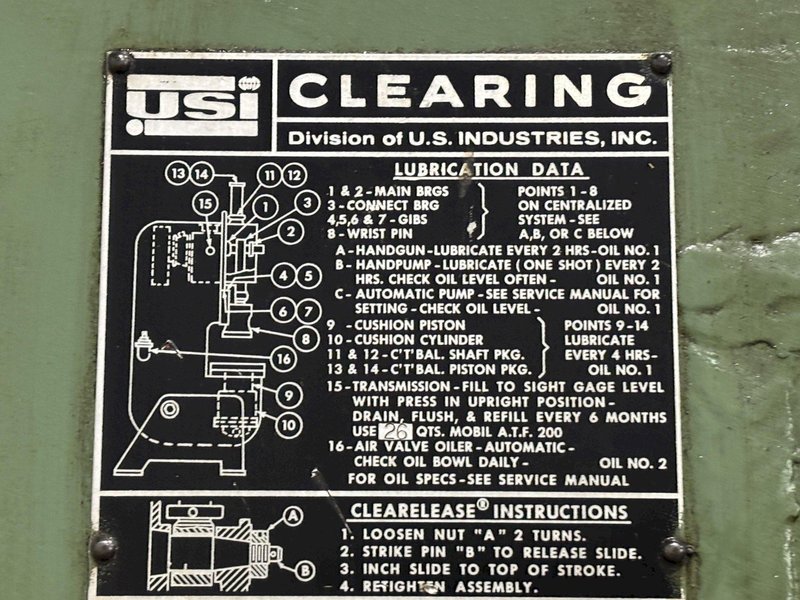 USI
CLEARING
Division of U.S. INDUSTRIES, INC.
LUBRICATION DATA
1 & 2 - MAIN BRGS
3 - CONNECT BRG
4,5,6 & 7 - GIBS
8 - WRIST PIN
POINTS 1 - 8
ON CENTRALIZED
SYSTEM - SEE
A,B, OR C BELOW
A - HANDGUN - LUBRICATE EVERY 2 HRS - OIL NO. 1
B - HANDPUMP - LUBRICATE (ONE SHOT) EVERY 2
HRS. CHECK OIL LEVEL OFTEN - OIL NO. 1
C - AUTOMATIC PUMP - SEE SERVICE MANUAL FOR
SETTING - CHECK OIL LEVEL - OIL NO. 1
9 - CUSHION PISTON
10 - CUSHION CYLINDER
11 & 12 - C'T'BAL. SHAFT PKG.
13 & 14 - C'T'BAL. PISTON PKG.
POINTS 9 - 14
LUBRICATE
EVERY 4 HRS -
OIL NO. 1
15 - TRANSMISSION - FILL TO SIGHT GAGE LEVEL
WITH PRESS IN UPRIGHT POSITION -
DRAIN, FLUSH, & REFILL EVERY 6 MONTHS
USE 26 QTS. MOBIL A.T.F. 200
16 - AIR VALVE OILER - AUTOMATIC -
CHECK OIL BOWL DAILY - OIL NO. 2
FOR OIL SPECS - SEE SERVICE MANUAL
13 14 11 12
15 1 3
2
4 5
6 7
8
16
9
10
CLEARELEASE® INSTRUCTIONS
1. LOOSEN NUT "A" 2 TURNS.
2. STRIKE PIN "B" TO RELEASE SLIDE.
3. INCH SLIDE TO TOP OF STROKE.
4. RETIGHTEN ASSEMBLY.
A
B